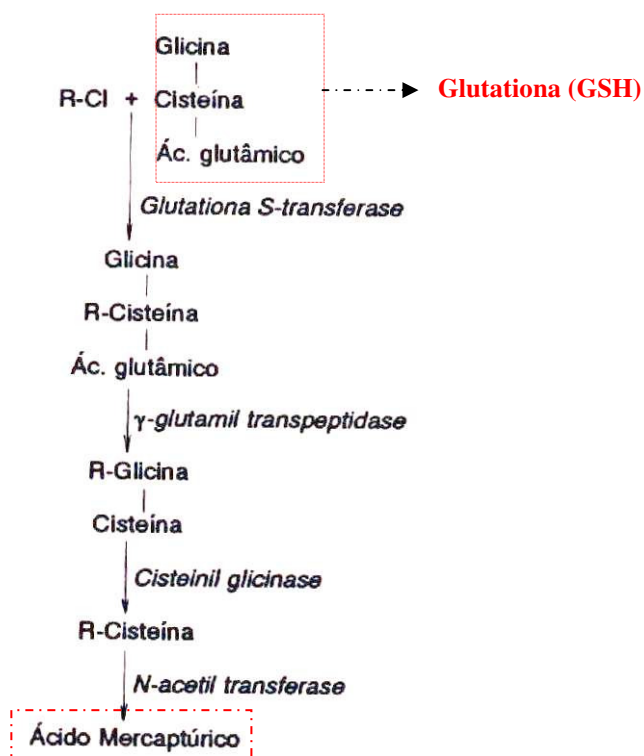 Glicina
R-Cl + Cisteína
Glutationa (GSH)
Ác. glutâmico
Glutationa S-transferase
Glicina
R-Cisteína
Ác. glutâmico
γ-glutamil transpeptidase
R-Glicina
Cisteína
Cisteinil glicinase
R-Cisteína
N-acetil transferase
Ácido Mercaptúrico